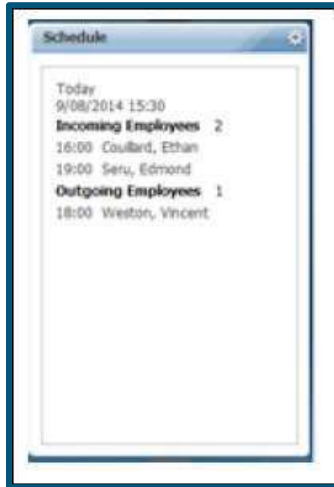 Schedule
Today
9/08/2014 15:30
Incoming Employees 2
16:00 Couillard, Ethan
19:00 Seru, Edmond
Outgoing Employees 1
18:00 Weston, Vincent